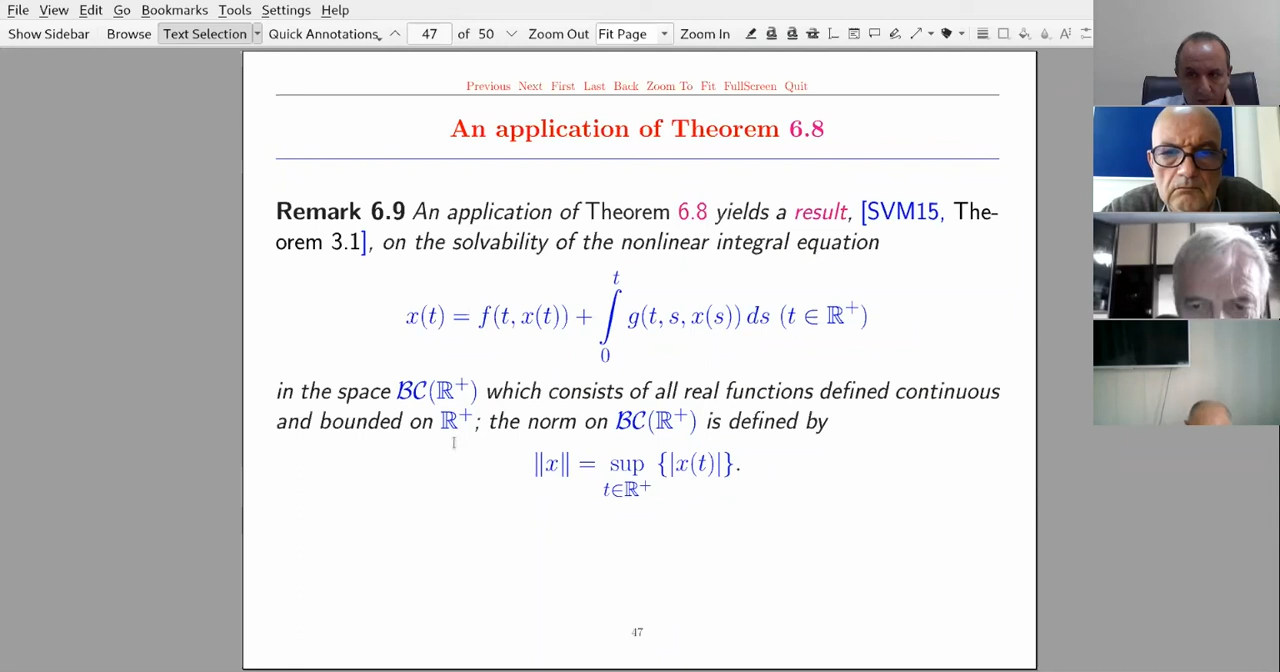 File View Edit Go Bookmarks Tools Settings Help
Show Sidebar Browse Text Selection Quick Annotations 47 of 50 Zoom Out Fit Page Zoom In
Previous Next First Last Back Zoom To Fit FullScreen Quit
An application of Theorem 6.8
Remark 6.9 An application of Theorem 6.8 yields a result, [SVM15, The-
orem 3.1], on the solvability of the nonlinear integral equation
x(t) = f(t, x(t)) + ∫₀ᵗ g(t, s, x(s)) ds (t ∈ ℝ⁺)
in the space ℬ𝒞(ℝ⁺) which consists of all real functions defined continuous
and bounded on ℝ⁺; the norm on ℬ𝒞(ℝ⁺) is defined by
‖x‖ = sup {|x(t)|}.
t∈ℝ⁺
47